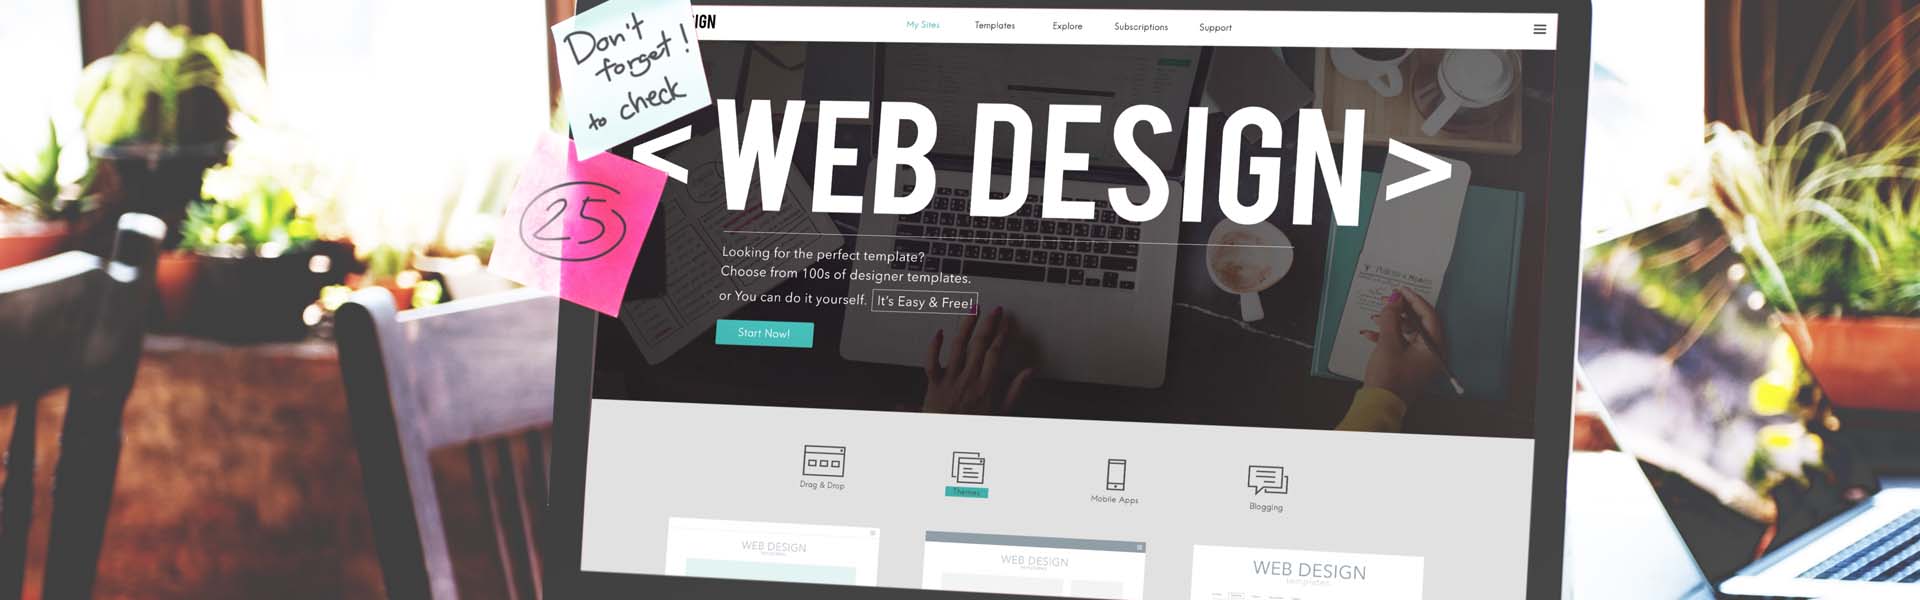 Don't
forget!
to check
25
IGN
My Sites
Templates
Explore
Subscriptions
Support
<WEB DESIGN>
Looking for the perfect template?
Choose from 100s of designer templates.
or You can do it yourself. It's Easy & Free!
Start Now!
Drag & Drop
Themes
Mobile Apps
Blogging
WEB DESIGN
WEB DESIGN
WEB DESIGN
templates